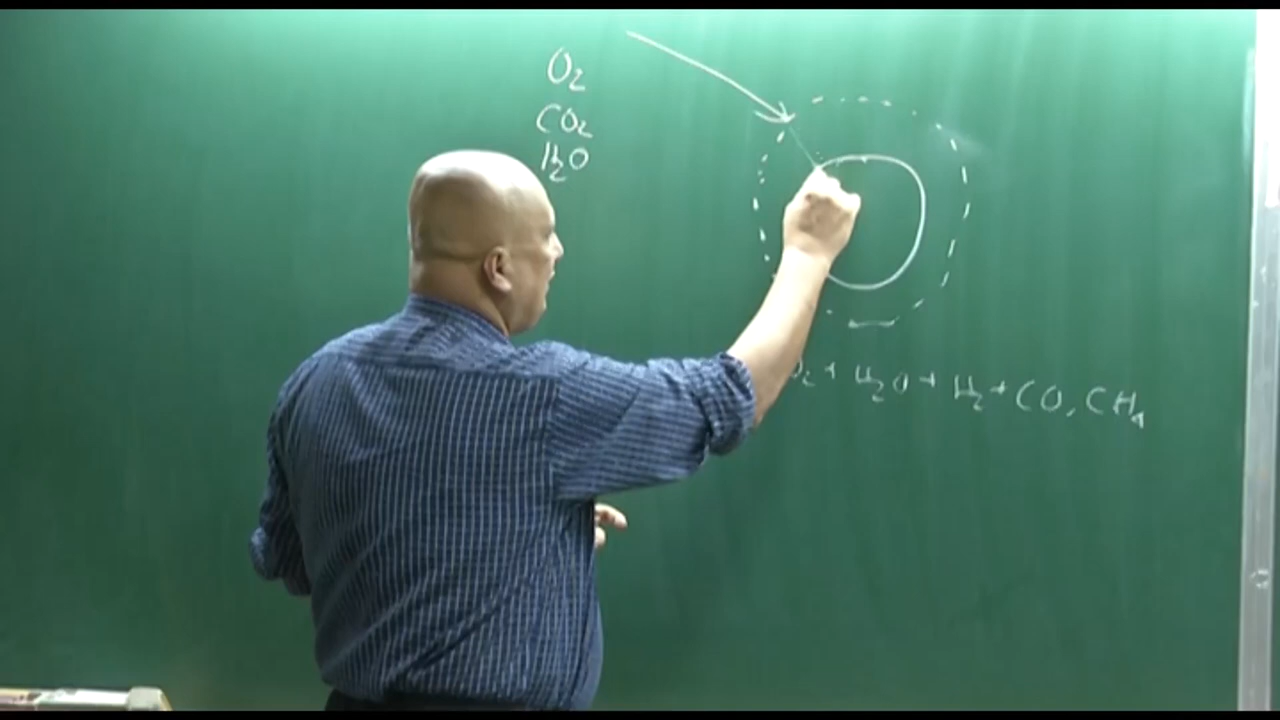 O₂
CO₂
H₂O
+ H₂O + H₂ + CO, CH₄